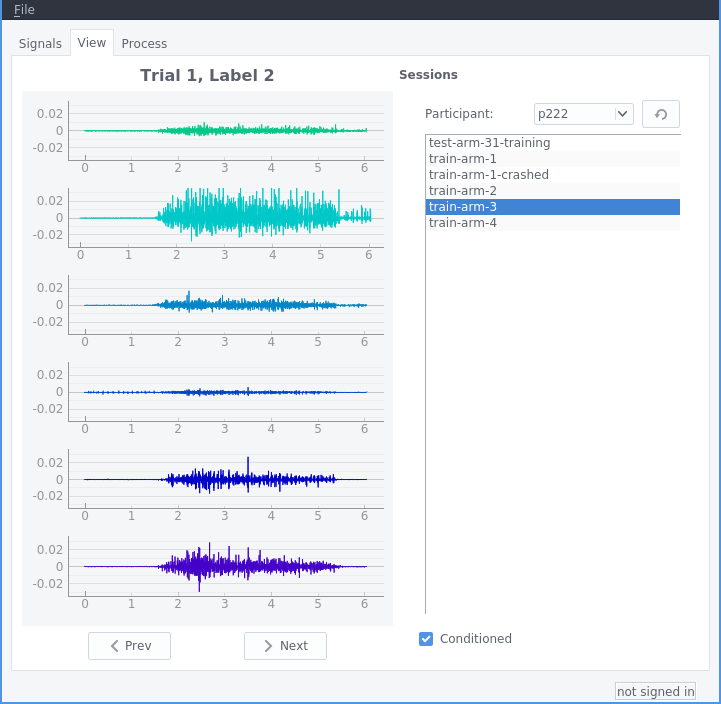 File
Signals View Process
Trial 1, Label 2
0.02
0
-0.02
0 1 2 3 4 5 6
0.02
0
-0.02
0 1 2 3 4 5 6
0.02
0
-0.02
0 1 2 3 4 5 6
0.02
0
-0.02
0 1 2 3 4 5 6
0.02
0
-0.02
0 1 2 3 4 5 6
0.02
0
-0.02
0 1 2 3 4 5 6
Prev Next
Sessions
Participant: p222
test-arm-31-training
train-arm-1
train-arm-1-crashed
train-arm-2
train-arm-3
train-arm-4
Conditioned
not signed in